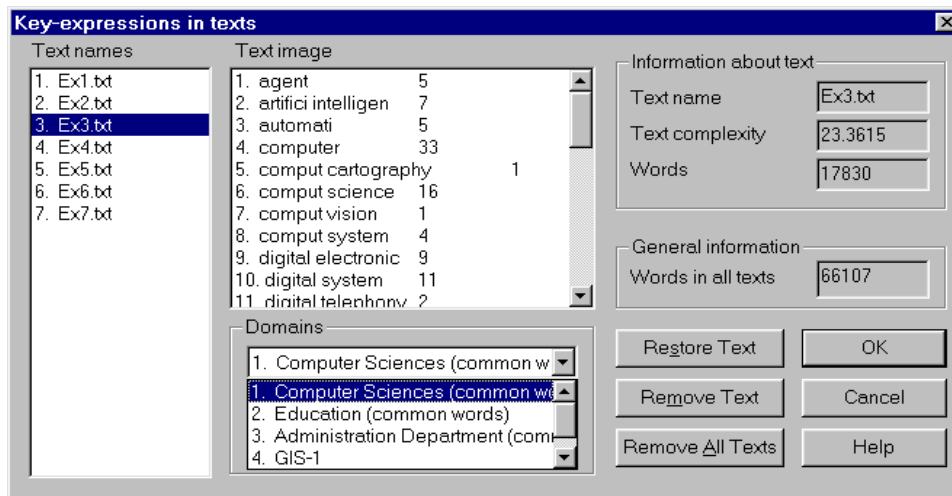 Key-expressions in texts
Text names
1. Ex1.txt
2. Ex2.txt
3. Ex3.txt
4. Ex4.txt
5. Ex5.txt
6. Ex6.txt
7. Ex7.txt
Text image
1. agent 5
2. artifici intelligen 7
3. automati 5
4. computer 33
5. comput cartography 1
6. comput science 16
7. comput vision 1
8. comput system 4
9. digital electronic 9
10. digital system 11
11. digital telephony 2
Domains
1. Computer Sciences (common w
1. Computer Sciences (common wo
2. Education (common words)
3. Administration Department (com
4. GIS-1
Information about text
Text name Ex3.txt
Text complexity 23.3615
Words 17830
General information
Words in all texts 66107
Restore Text OK
Remove Text Cancel
Remove All Texts Help